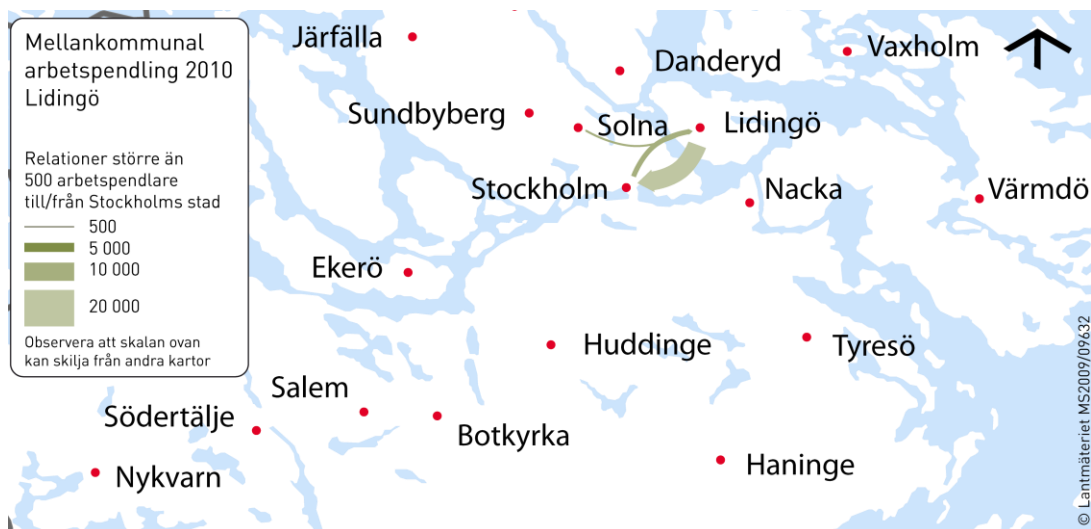 Mellankommunal
arbetspendling 2010
Lidingö
Relationer större än
500 arbetspendlare
till/från Stockholms stad
500
5 000
10 000
20 000
Observera att skalan ovan
kan skilja från andra kartor
Järfälla
Danderyd
Vaxholm
Sundbyberg
Solna
Lidingö
Stockholm
Nacka
Värmdö
Ekerö
Huddinge
Tyresö
Salem
Södertälje
Botkyrka
Haninge
Nykvarn
© Lantmäteriet MS2009/09632